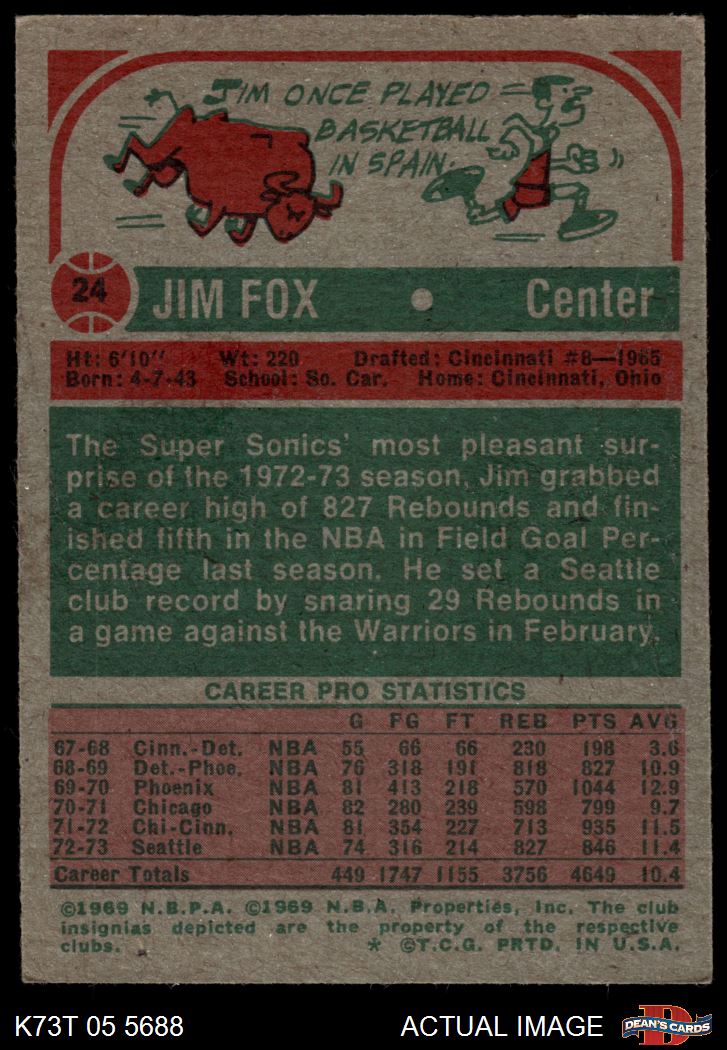 JIM ONCE PLAYED
BASKETBALL
IN SPAIN.
24 JIM FOX • Center
Ht: 6'10" Wt: 220 Drafted: Cincinnati #8—1965
Born: 4-7-43 School: So. Car. Home: Cincinnati, Ohio
The Super Sonics' most pleasant sur-
prise of the 1972-73 season, Jim grabbed
a career high of 827 Rebounds and fin-
ished fifth in the NBA in Field Goal Per-
centage last season. He set a Seattle
club record by snaring 29 Rebounds in
a game against the Warriors in February.
CAREER PRO STATISTICS
G FG FT REB PTS AVG
67-68 Cinn.-Det. NBA 55 66 66 230 198 3.6
68-69 Det.-Phoe. NBA 76 318 191 818 827 10.9
69-70 Phoenix NBA 81 413 218 570 1044 12.9
70-71 Chicago NBA 82 280 239 598 799 9.7
71-72 Chi-Cinn. NBA 81 354 227 713 935 11.5
72-73 Seattle NBA 74 316 214 827 846 11.4
Career Totals 449 1747 1155 3756 4649 10.4
©1969 N.B.P.A. ©1969 N.B.A. Properties, Inc. The club
insignias depicted are the property of the respective
clubs. * ©T.C.G. PRTD. IN U.S.A.
K73T 05 5688 ACTUAL IMAGE D DEAN'S CARDS